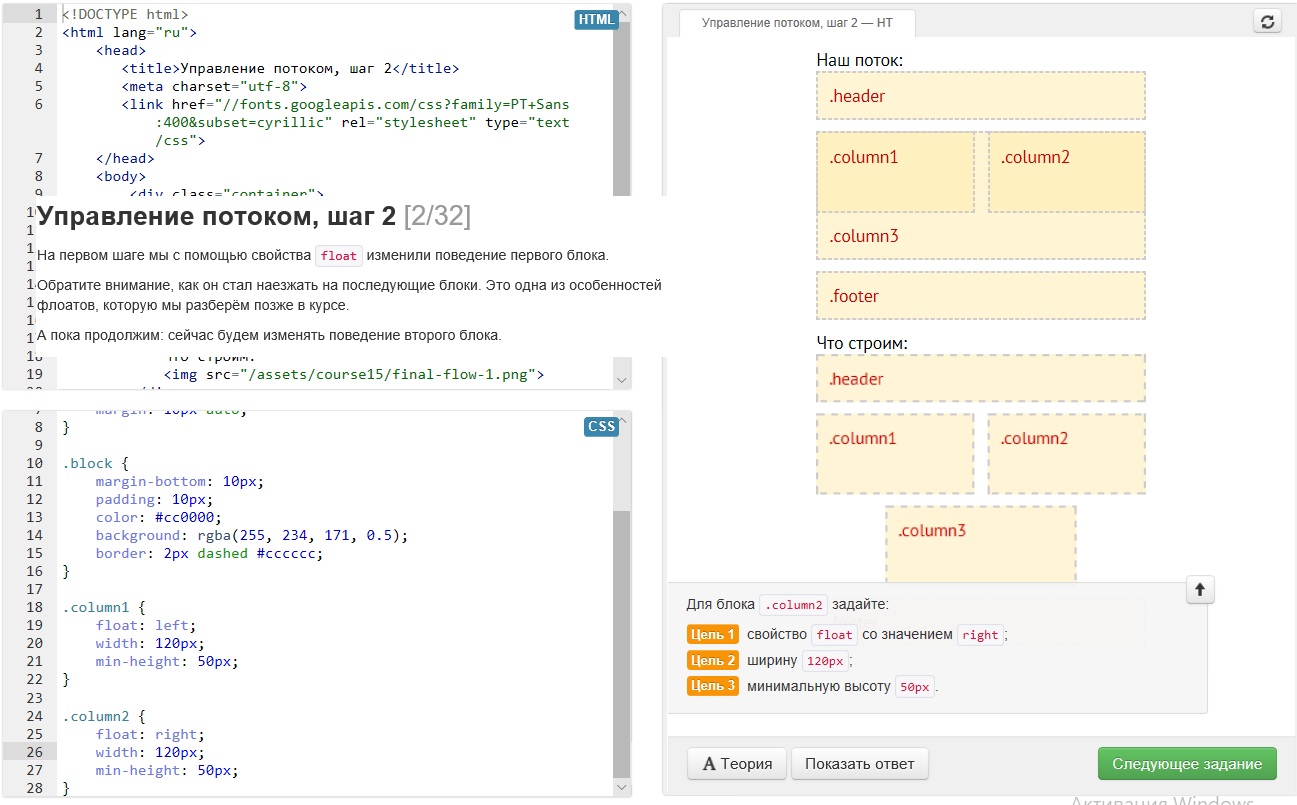 1 <!DOCTYPE html>
HTML
2 <html lang="ru">
3 <head>
4 <title>Управление потоком, шаг 2</title>
5 <meta charset="utf-8">
6 <link href="//fonts.googleapis.com/css?family=PT+Sans
:400&subset=cyrillic" rel="stylesheet" type="text
/css">
7 </head>
8 <body>
9 <div class="container">
Управление потоком, шаг 2 [2/32]
На первом шаге мы с помощью свойства float изменили поведение первого блока.
Обратите внимание, как он стал наезжать на последующие блоки. Это одна из особенностей
флоатов, которую мы разберём позже в курсе.
А пока продолжим: сейчас будем изменять поведение второго блока.
18 Что строим:
19 <img src="/assets/course15/final-flow-1.png">
7 margin: 10px auto;
CSS
8 }
9
10 .block {
11 margin-bottom: 10px;
12 padding: 10px;
13 color: #cc0000;
14 background: rgba(255, 234, 171, 0.5);
15 border: 2px dashed #cccccc;
16 }
17
18 .column1 {
19 float: left;
20 width: 120px;
21 min-height: 50px;
22 }
23
24 .column2 {
25 float: right;
26 width: 120px;
27 min-height: 50px;
28 }
Управление потоком, шаг 2 — HT
Наш поток:
.header
.column1 .column2
.column3
.footer
Что строим:
.header
.column1 .column2
.column3
Для блока .column2 задайте:
Цель 1 свойство float со значением right;
Цель 2 ширину 120px;
Цель 3 минимальную высоту 50px.
A Теория
Показать ответ
Следующее задание
Активация Windows